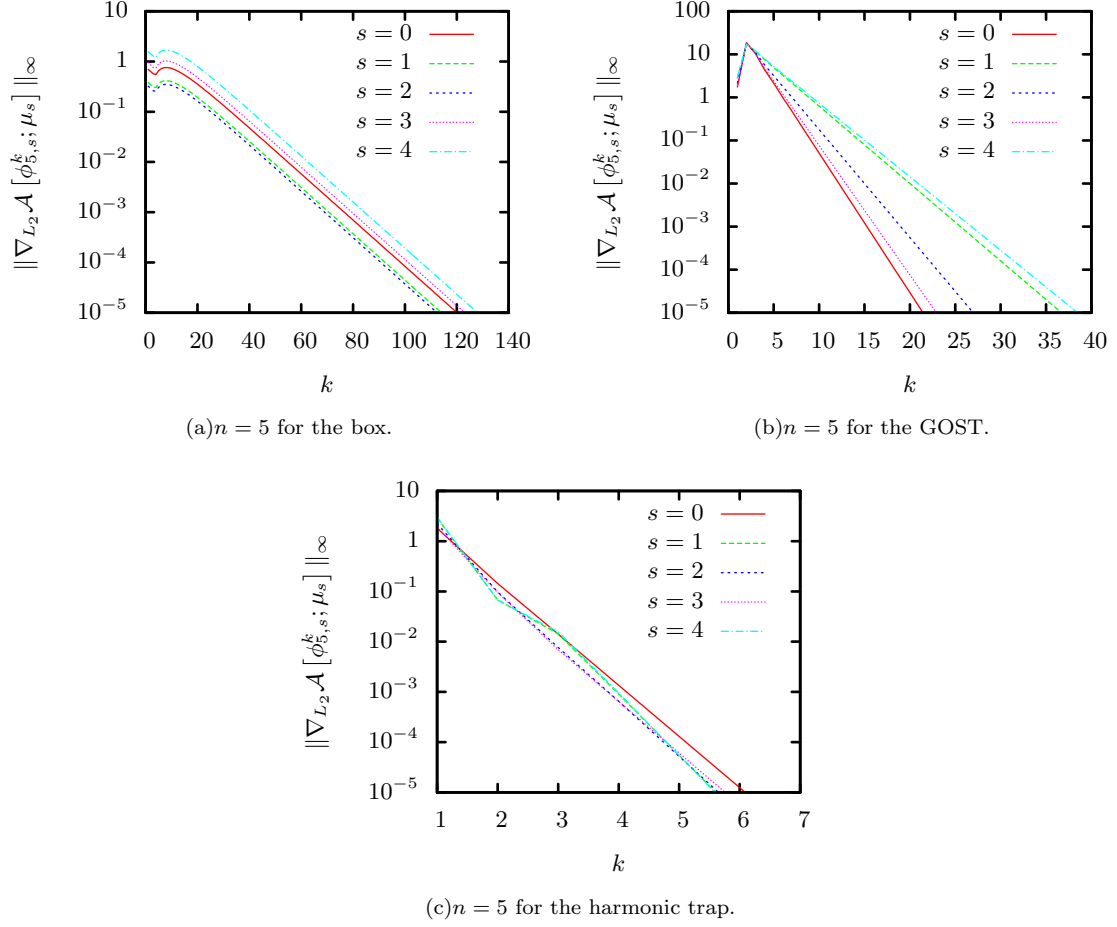 10
1
10⁻¹
10⁻²
10⁻³
10⁻⁴
10⁻⁵
0 20 40 60 80 100 120 140
‖∇_{L₂} 𝒜 [ϕ^k_{5,s}; μ_s] ‖_∞
k
s = 0
s = 1
s = 2
s = 3
s = 4
(a)n = 5 for the box.
100
10
1
10⁻¹
10⁻²
10⁻³
10⁻⁴
10⁻⁵
0 5 10 15 20 25 30 35 40
‖∇_{L₂} 𝒜 [ϕ^k_{5,s}; μ_s] ‖_∞
k
s = 0
s = 1
s = 2
s = 3
s = 4
(b)n = 5 for the GOST.
10
1
10⁻¹
10⁻²
10⁻³
10⁻⁴
10⁻⁵
1 2 3 4 5 6 7
‖∇_{L₂} 𝒜 [ϕ^k_{5,s}; μ_s] ‖_∞
k
s = 0
s = 1
s = 2
s = 3
s = 4
(c)n = 5 for the harmonic trap.